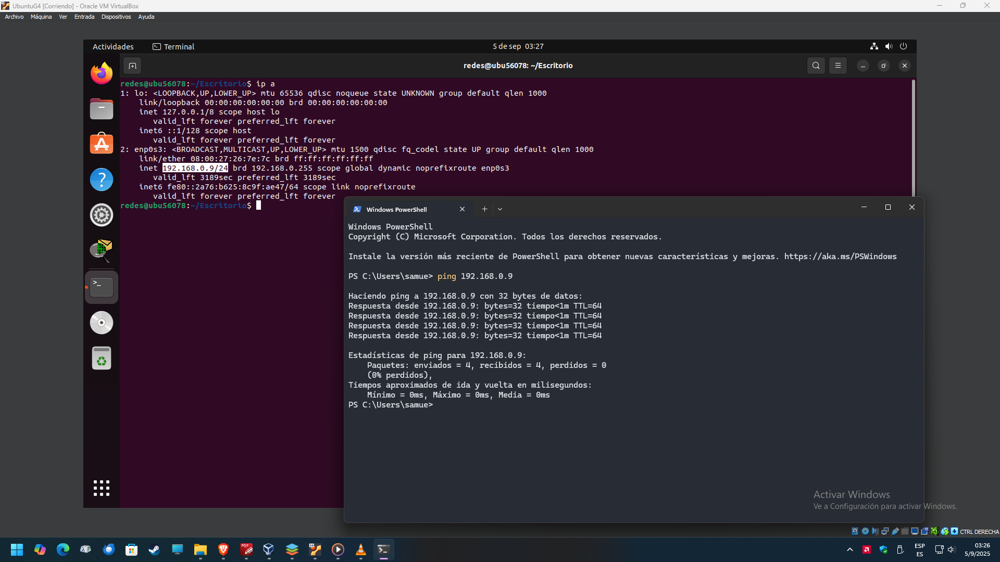 UbuntuG4 [Corriendo] - Oracle VM VirtualBox
Archivo Máquina Ver Entrada Dispositivos Ayuda
Actividades Terminal 5 de sep 03:27
redes@ubu56078: ~/Escritorio
redes@ubu56078:~/Escritorio$ ip a
1: lo: <LOOPBACK,UP,LOWER_UP> mtu 65536 qdisc noqueue state UNKNOWN group default qlen 1000
link/loopback 00:00:00:00:00:00 brd 00:00:00:00:00:00
inet 127.0.0.1/8 scope host lo
valid_lft forever preferred_lft forever
inet6 ::1/128 scope host
valid_lft forever preferred_lft forever
2: enp0s3: <BROADCAST,MULTICAST,UP,LOWER_UP> mtu 1500 qdisc fq_codel state UP group default qlen 1000
link/ether 08:00:27:26:7e:7c brd ff:ff:ff:ff:ff:ff
inet 192.168.0.9/24 brd 192.168.0.255 scope global dynamic noprefixroute enp0s3
valid_lft 3189sec preferred_lft 3189sec
inet6 fe80::2a76:b625:8c9f:ae47/64 scope link noprefixroute
valid_lft forever preferred_lft forever
redes@ubu56078:~/Escritorio$
Windows PowerShell
Windows PowerShell
Copyright (C) Microsoft Corporation. Todos los derechos reservados.
Instale la versión más reciente de PowerShell para obtener nuevas características y mejoras. https://aka.ms/PSWindows
PS C:\Users\samue> ping 192.168.0.9
Haciendo ping a 192.168.0.9 con 32 bytes de datos:
Respuesta desde 192.168.0.9: bytes=32 tiempo<1m TTL=64
Respuesta desde 192.168.0.9: bytes=32 tiempo<1m TTL=64
Respuesta desde 192.168.0.9: bytes=32 tiempo<1m TTL=64
Respuesta desde 192.168.0.9: bytes=32 tiempo<1m TTL=64
Estadísticas de ping para 192.168.0.9:
Paquetes: enviados = 4, recibidos = 4, perdidos = 0
(0% perdidos),
Tiempos aproximados de ida y vuelta en milisegundos:
Mínimo = 0ms, Máximo = 0ms, Media = 0ms
PS C:\Users\samue>
Activar Windows
Ve a Configuración para activar Windows.
CTRL DERECHA
PDF
64
ESP
ES
03:26
5/9/2025